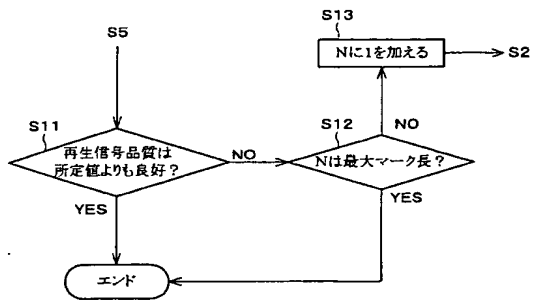 S13
S5
Nに1を加える
S2
S11
再生信号品質は
所定値よりも良好？
NO
S12
NO
Nは最大マーク長？
YES
YES
エンド